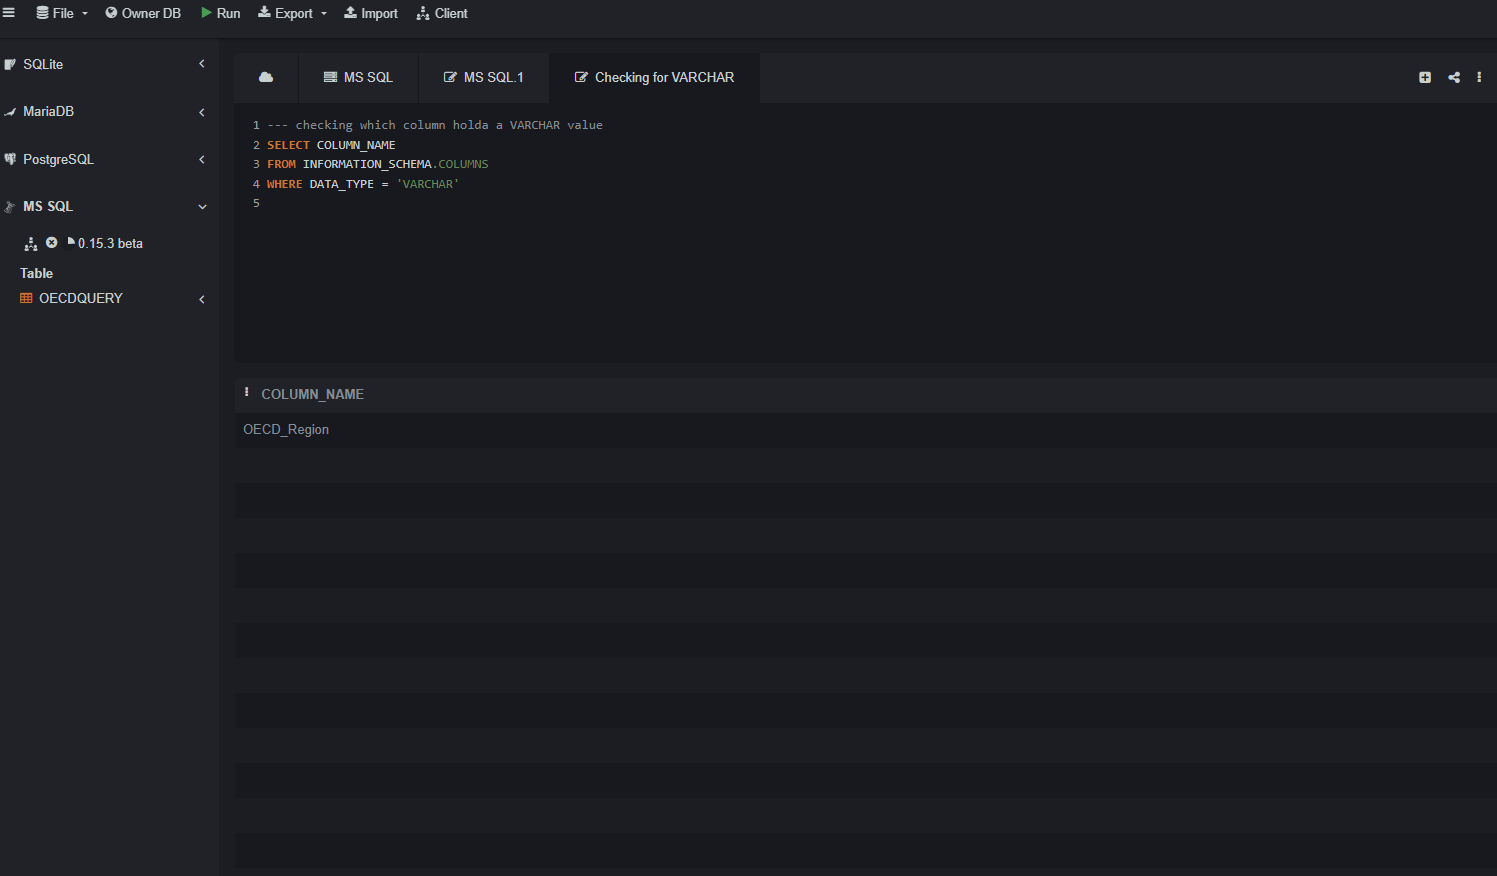 File Owner DB Run Export Import Client
SQLite
MariaDB
PostgreSQL
MS SQL
0.15.3 beta
Table
OECDQUERY
MS SQL MS SQL.1 Checking for VARCHAR
1 --- checking which column holda a VARCHAR value
2 SELECT COLUMN_NAME
3 FROM INFORMATION_SCHEMA.COLUMNS
4 WHERE DATA_TYPE = 'VARCHAR'
5
COLUMN_NAME
OECD_Region